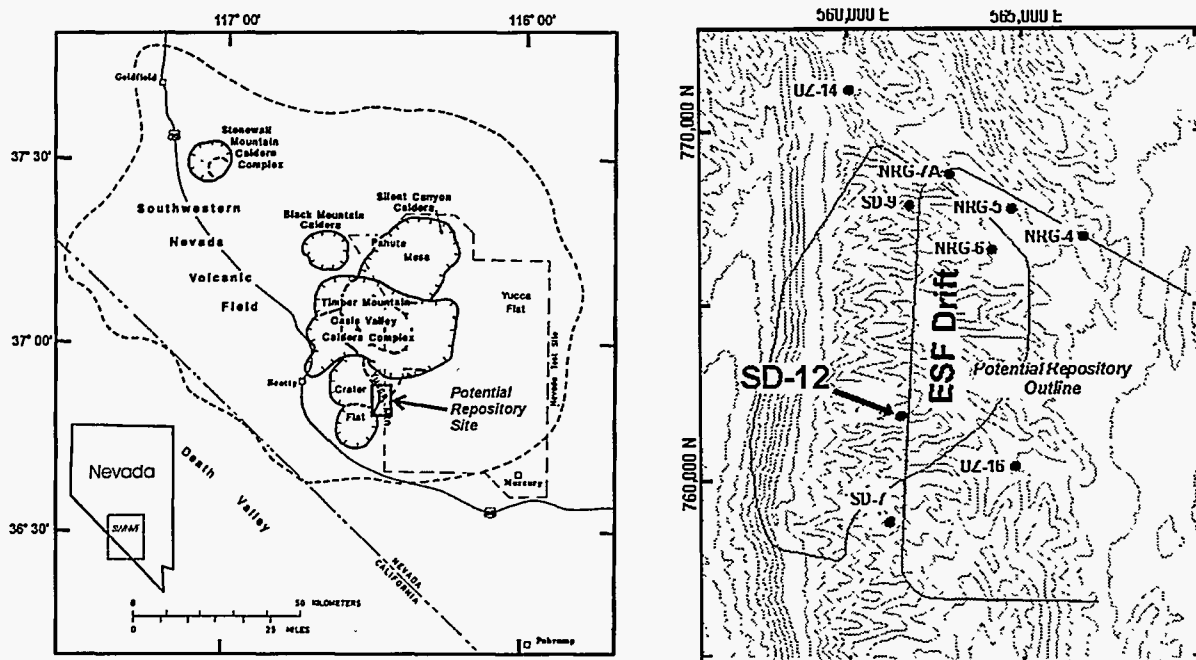 117°00'
116°00'
37°30'
37°00'
36°30'
Goldfield
Stonewall
Mountain
Caldera
Complex
Southwestern
Nevada
Volcanic
Field
Silent Canyon
Caldera
Black Mountain
Caldera
Pahute
Mesa
Timber Mountain
Oasis Valley
Caldera Complex
Yucca
Flat
Nevada Test Site
Beatty
Crater
Flat
Potential
Repository
Site
Mercury
Death
Valley
NEVADA
CALIFORNIA
Nevada
SWNVF
0 50 KILOMETERS
0 25 MILES
Pahrump
560,000 E
565,000 E
770,000 N
760,000 N
UZ-14
NRG-7A
SD-9
NRG-5
NRG-4
NRG-6
ESF Drift
SD-12
Potential Repository
Outline
UZ-16
SD-7